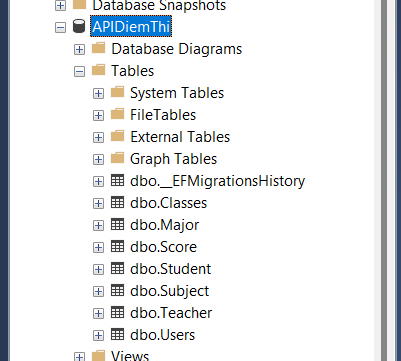 Database Snapshots
APIDiemThi
Database Diagrams
Tables
System Tables
FileTables
External Tables
Graph Tables
dbo.__EFMigrationsHistory
dbo.Classes
dbo.Major
dbo.Score
dbo.Student
dbo.Subject
dbo.Teacher
dbo.Users
Views